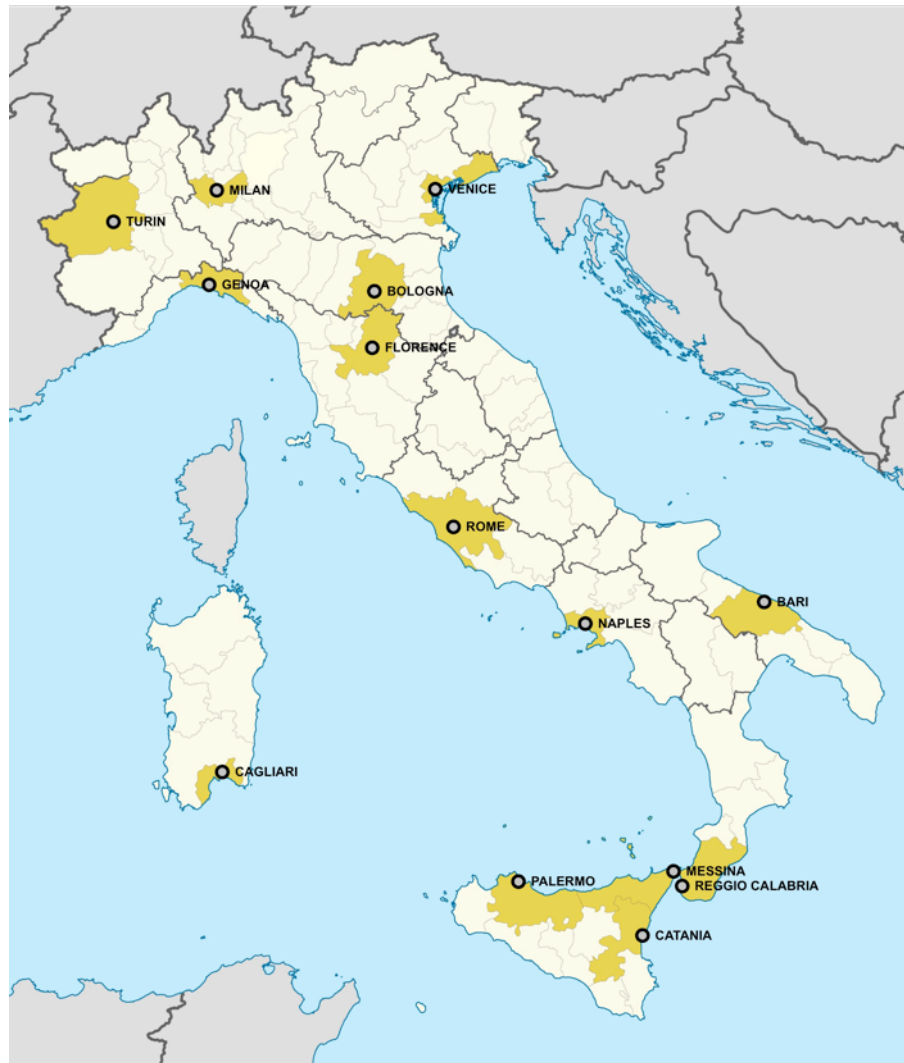 MILAN
VENICE
TURIN
GENOA
BOLOGNA
FLORENCE
ROME
BARI
NAPLES
CAGLIARI
MESSINA
PALERMO
REGGIO CALABRIA
CATANIA